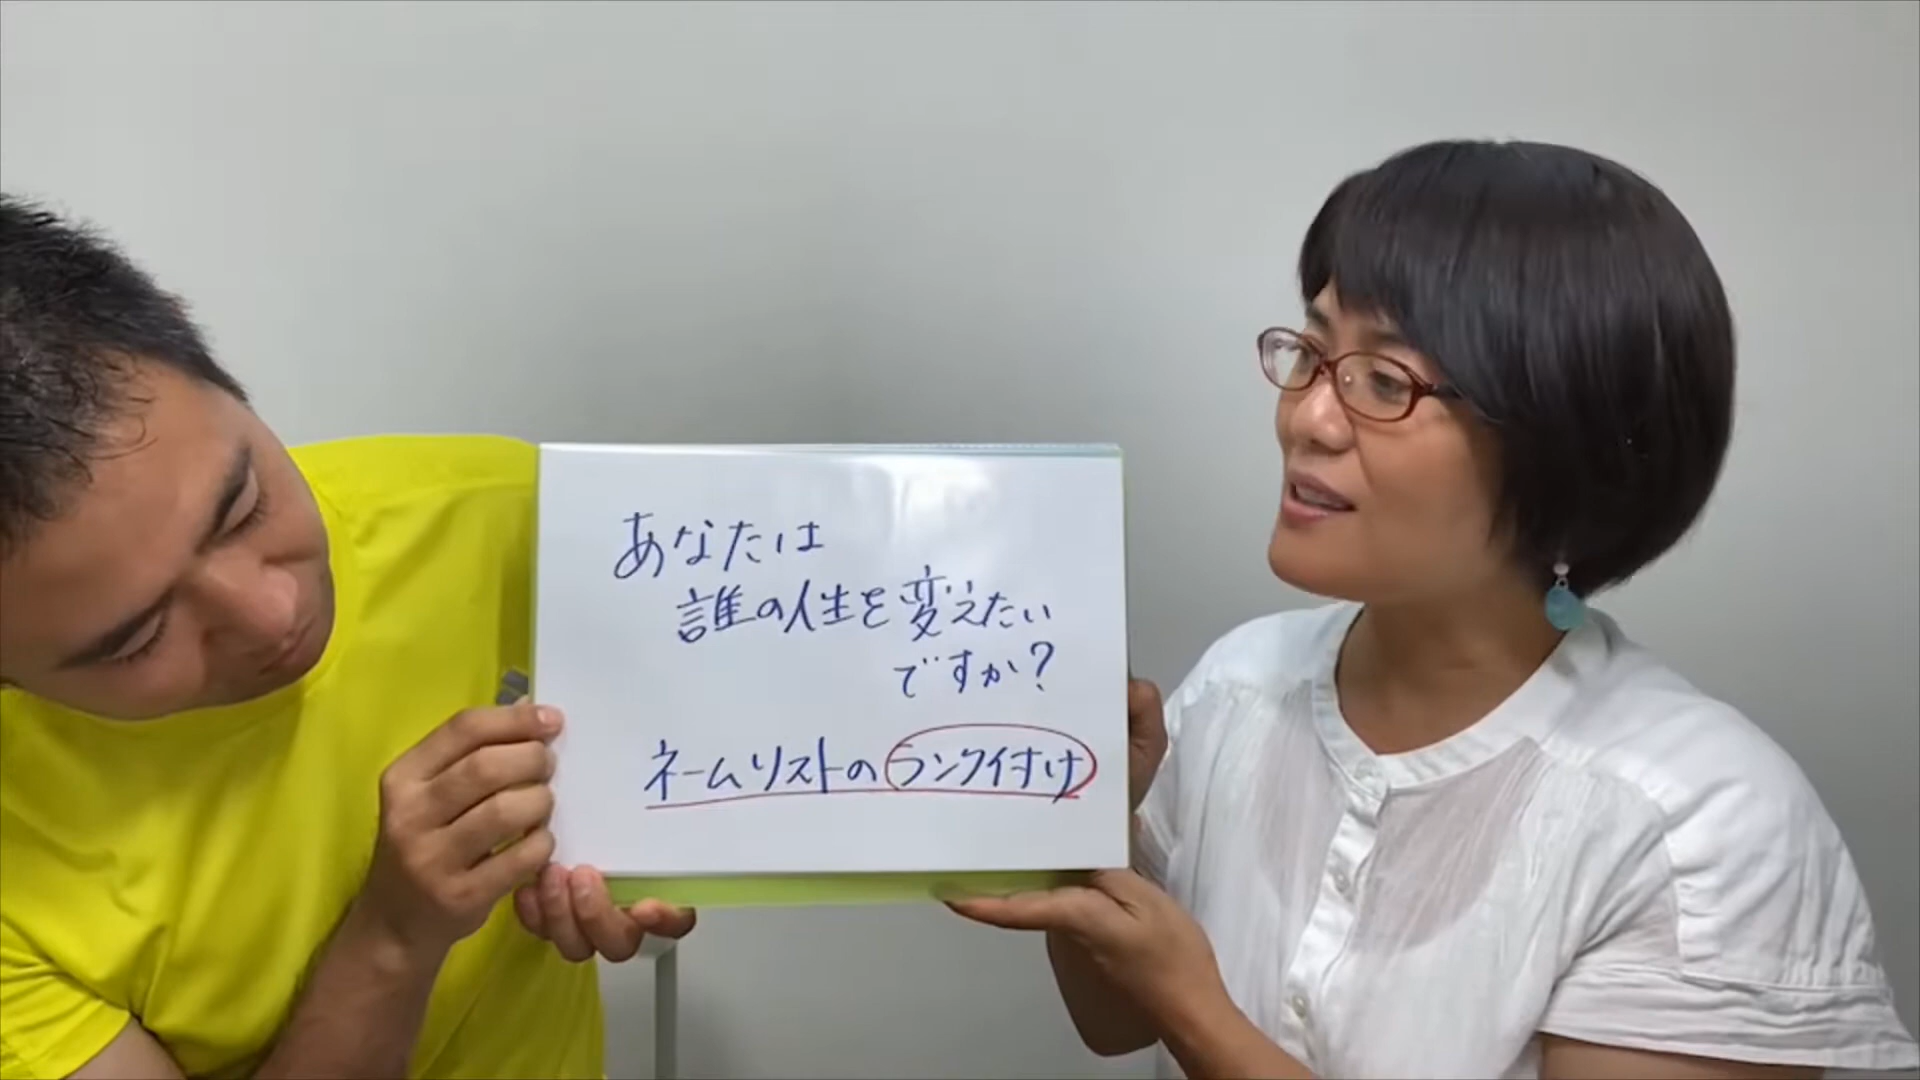 あなたは
誰の人生を変えたい
ですか？
ネームリストのランク付け